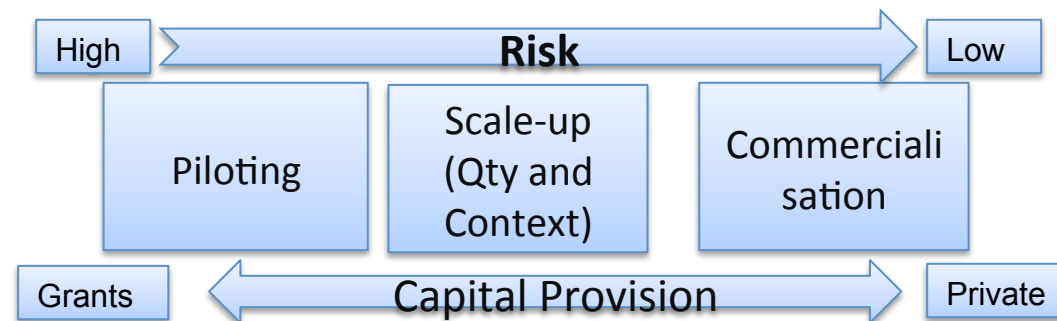 High
Risk
Low
Piloting
Scale-up
(Qty and
Context)
Commerciali
sation
Grants
Capital Provision
Private